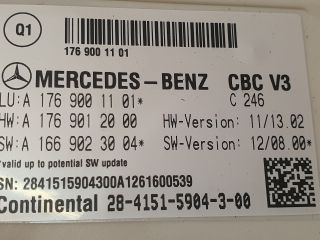 Q1
176 900 11 01
MERCEDES-BENZ CBC V3
LU:A 176 900 11 01* C 246
HW:A 176 901 20 00 HW-Version: 11/13.02
SW:A 166 902 30 04* SW-Version: 12/08.00*
*valid up to potential SW update
SN: 2841515904300A1261600539
Continental 28-4151-5904-3-00